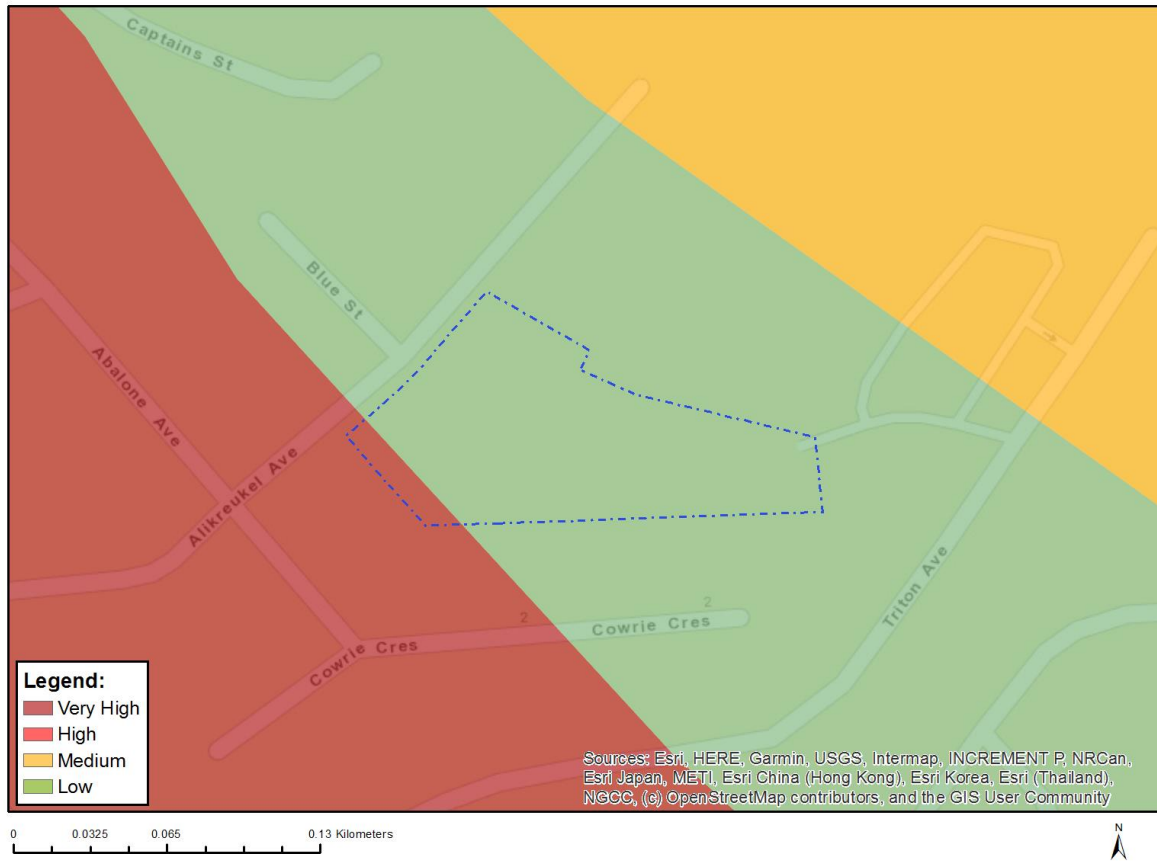 Captains St
Blue St
Abalone Ave
Alikreukel Ave
Triton Ave
2
2
Cowrie Cres
Cowrie Cres
Legend:
Very High
High
Medium
Low
Sources: Esri, HERE, Garmin, USGS, Intermap, INCREMENT P, NRCan,
Esri Japan, METI, Esri China (Hong Kong), Esri Korea, Esri (Thailand),
NGCC, (c) OpenStreetMap contributors, and the GIS User Community
0 0.0325 0.065 0.13 Kilometers
N